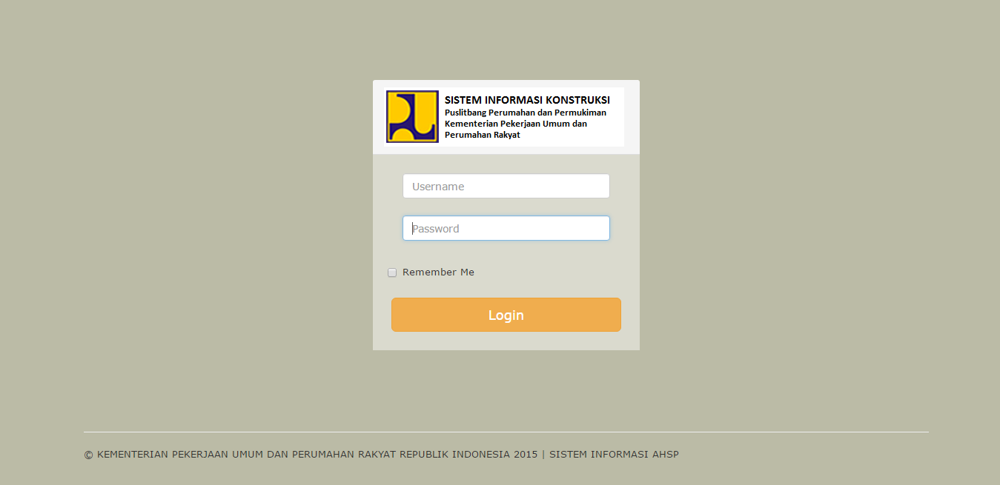 SISTEM INFORMASI KONSTRUKSI
Puslitbang Perumahan dan Permukiman
Kementerian Pekerjaan Umum dan
Perumahan Rakyat
Username
Password
Remember Me
Login
© KEMENTERIAN PEKERJAAN UMUM DAN PERUMAHAN RAKYAT REPUBLIK INDONESIA 2015 | SISTEM INFORMASI AHSP